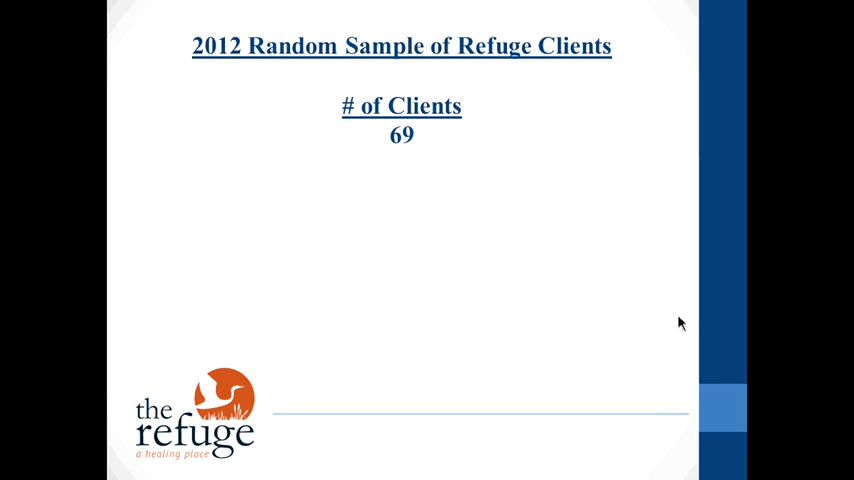 2012 Random Sample of Refuge Clients
# of Clients
69
the
refuge
a healing place